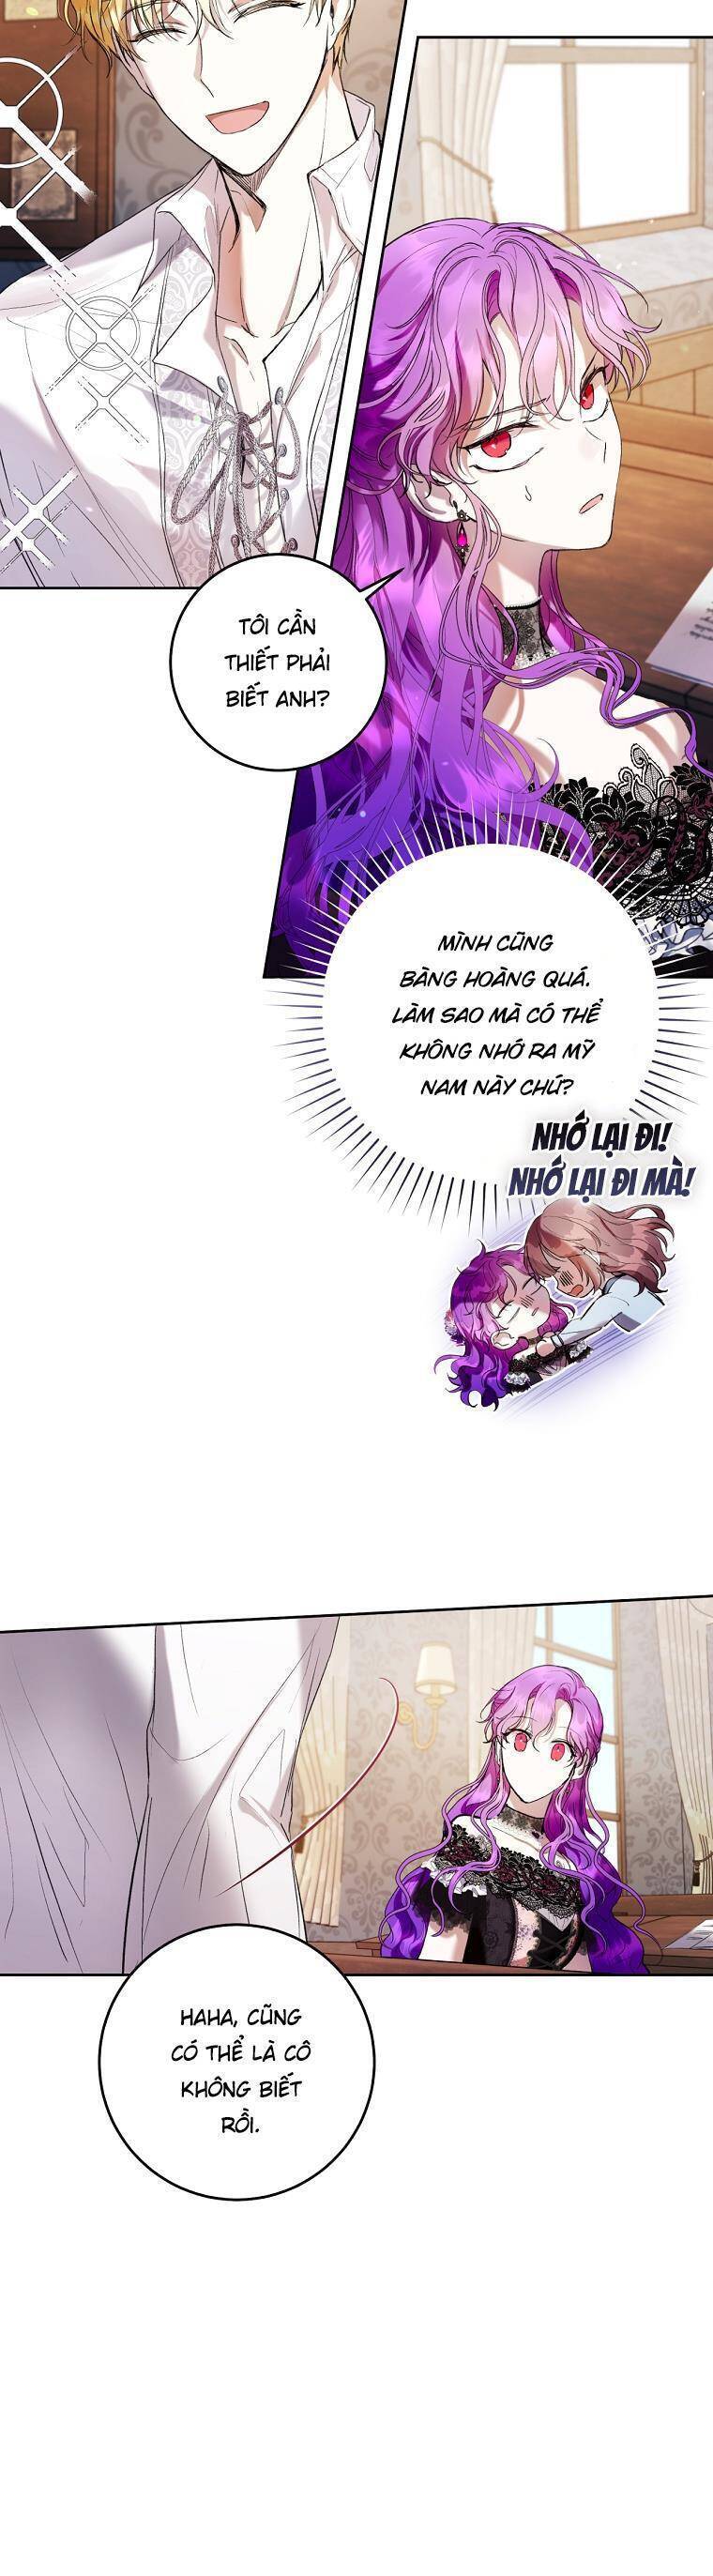 TÔI CẦN
THIẾT PHẢI
BIẾT ANH?
MÌNH CŨNG
BÀNG HOÀNG QUÁ.
LÀM SAO MÀ CÓ THỂ
KHÔNG NHỚ RA MỸ
NAM NÀY CHỨ?
NHỚ LẠI ĐI!
NHỚ LẠI ĐI MÀ!
HAHA, CŨNG
CÓ THỂ LÀ CÔ
KHÔNG BIẾT
RỒI.